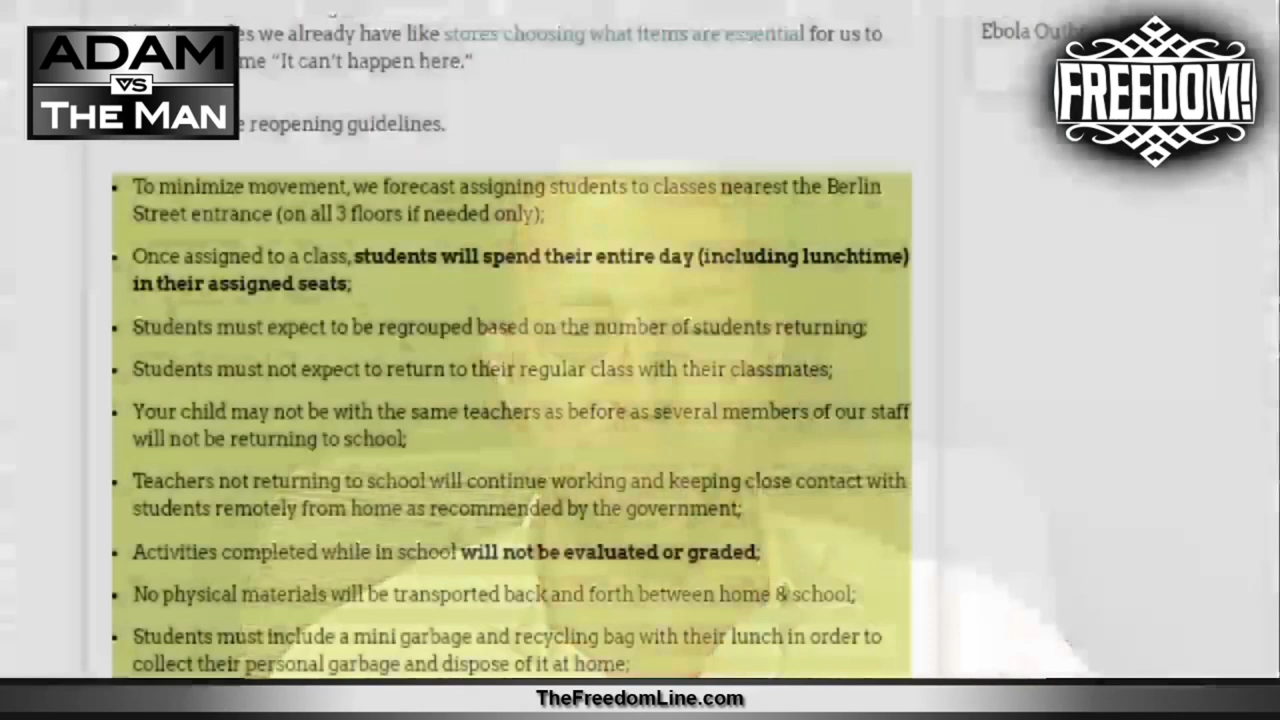 es we already have like stores choosing what items are essential for us to
me “It can't happen here.”
e reopening guidelines.
Ebola
ADAM
VS
THE MAN
FREEDOM!
• To minimize movement, we forecast assigning students to classes nearest the Berlin
Street entrance (on all 3 floors if needed only);
• Once assigned to a class, students will spend their entire day (including lunchtime)
in their assigned seats;
• Students must expect to be regrouped based on the number of students returning;
• Students must not expect to return to their regular class with their classmates;
• Your child may not be with the same teachers as before as several members of our staff
will not be returning to school;
• Teachers not returning to school will continue working and keeping close contact with
students remotely from home as recommended by the government;
• Activities completed while in school will not be evaluated or graded;
• No physical materials will be transported back and forth between home & school;
• Students must include a mini garbage and recycling bag with their lunch in order to
collect their personal garbage and dispose of it at home;
TheFreedomLine.com